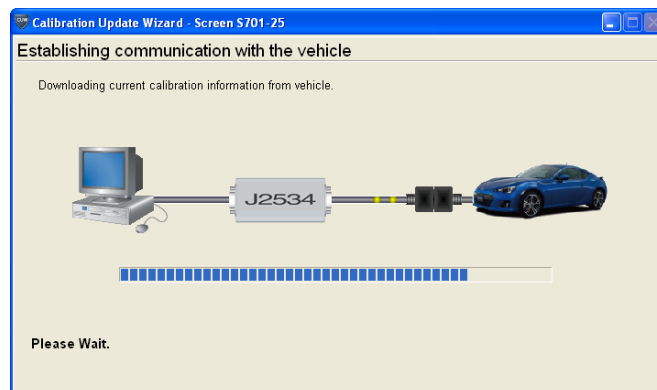 CUW Calibration Update Wizard - Screen S701-25
Establishing communication with the vehicle
Downloading current calibration information from vehicle.
J2534
Please Wait.